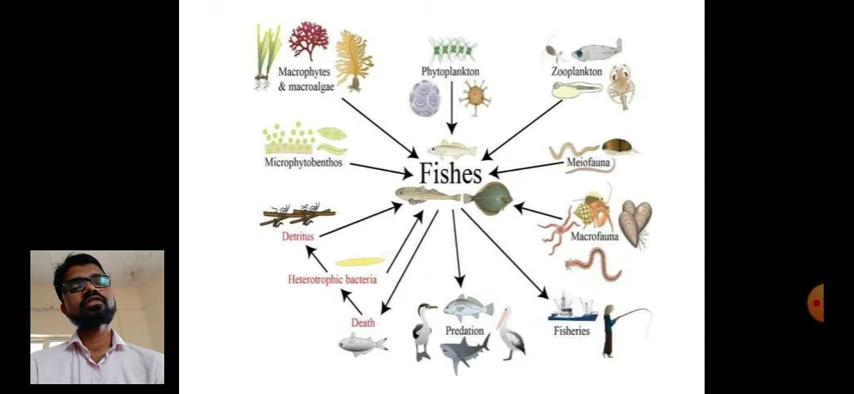 Macrophytes
& macroalgae
Phytoplankton
Zooplankton
Microphytobenthos
Fishes
Meiofauna
Detritus
Macrofauna
Heterotrophic bacteria
Death
Predation
Fisheries